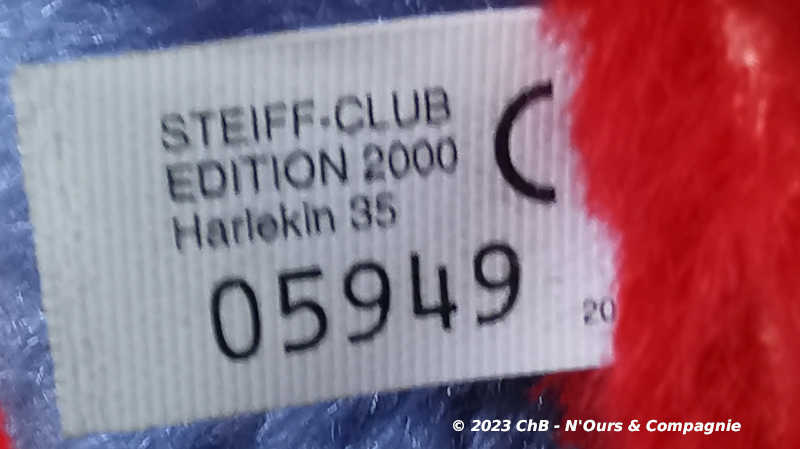 STEIFF-CLUB
EDITION 2000
Harlekin 35
05949
C
20
© 2023 ChB - N'Ours & Compagnie